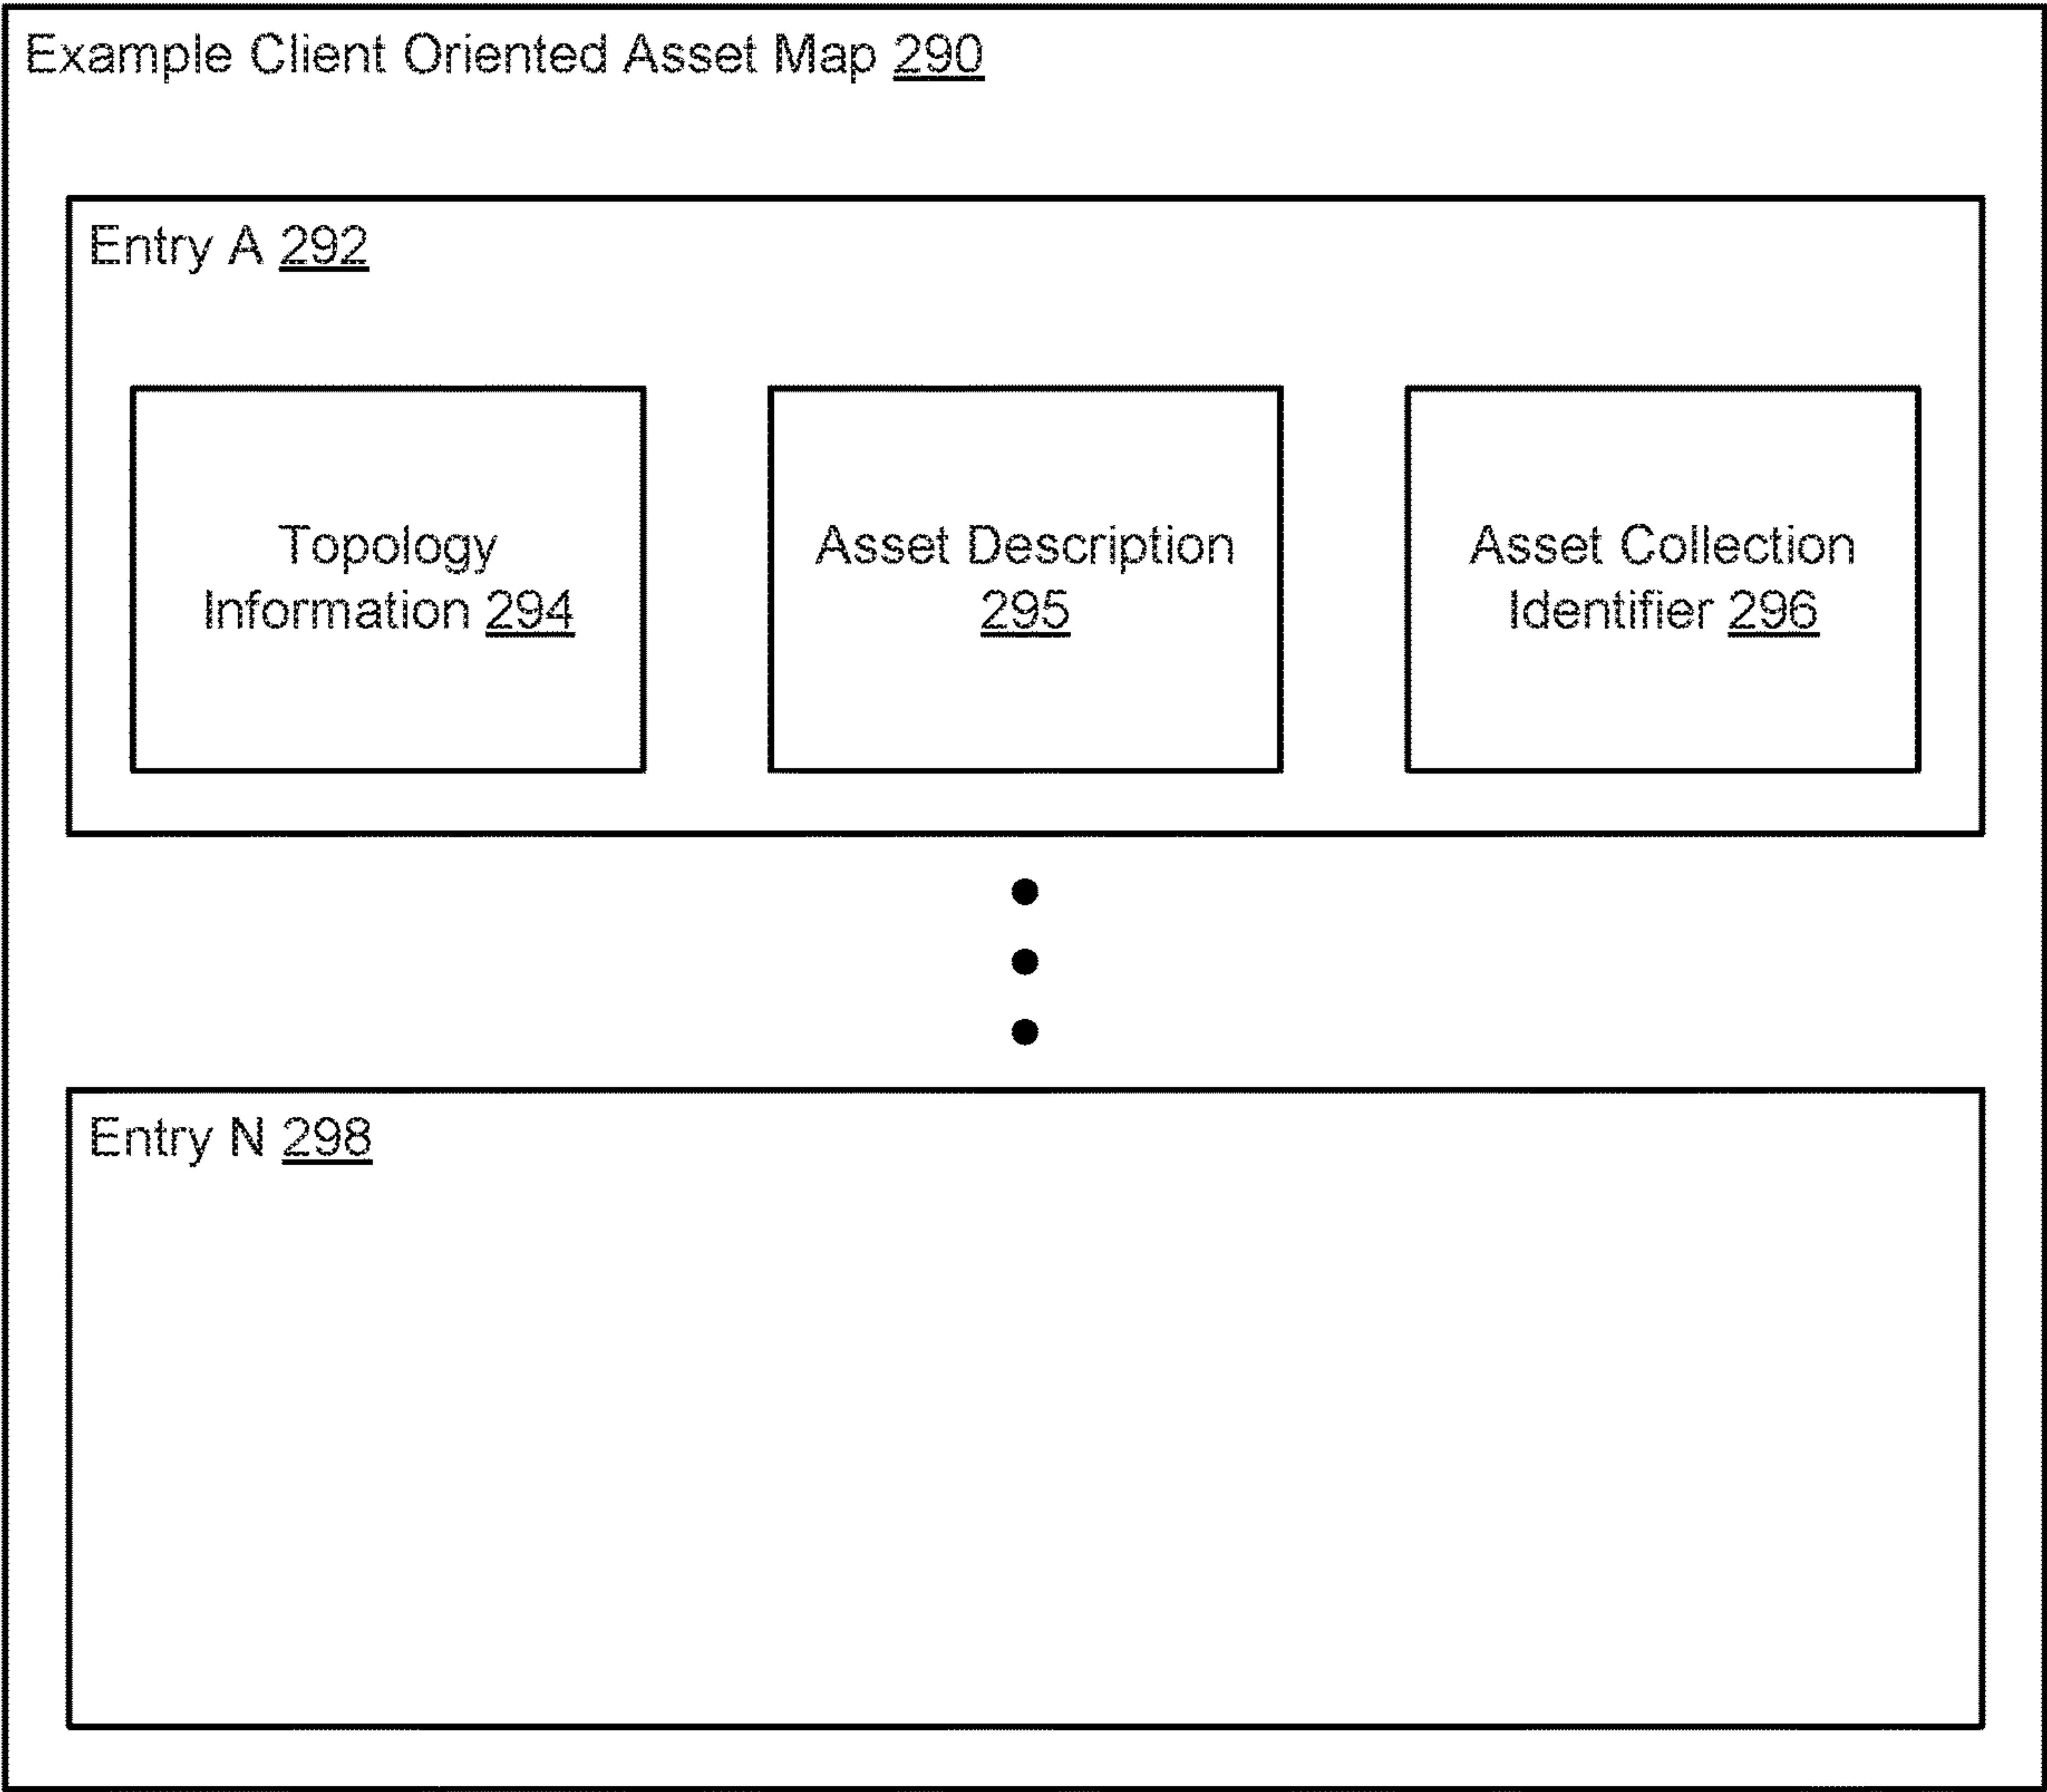 Example Client Oriented Asset Map 290
Entry A 292
Topology
Information 294
Asset Description
295
Asset Collection
Identifier 296
Entry N 298